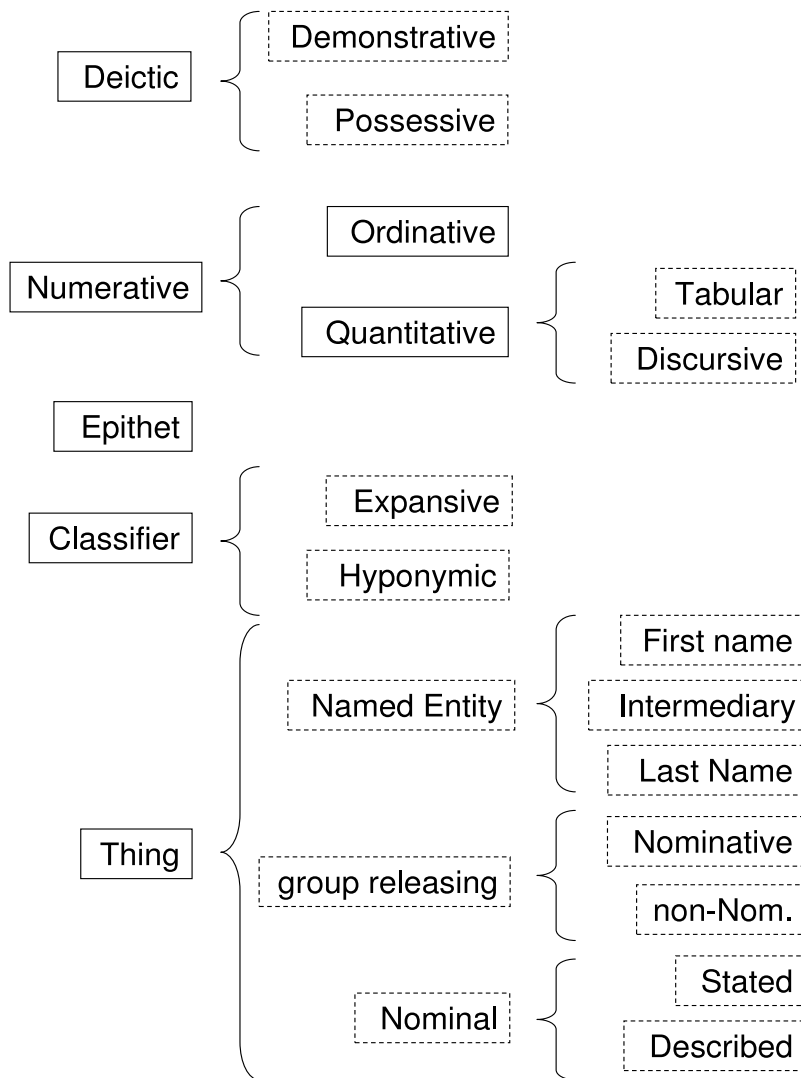 Deictic
Demonstrative
Possessive
Numerative
Ordinative
Quantitative
Tabular
Discursive
Epithet
Classifier
Expansive
Hyponymic
Thing
Named Entity
First name
Intermediary
Last Name
group releasing
Nominative
non-Nom.
Nominal
Stated
Described